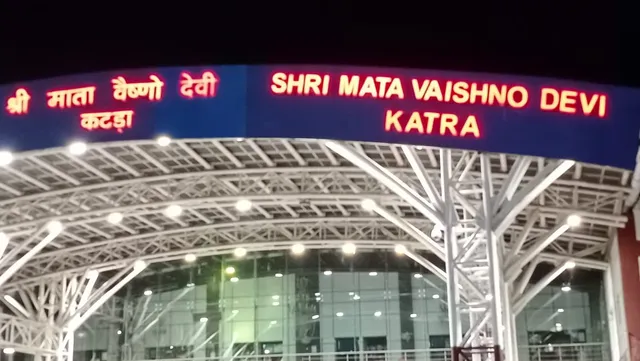 श्री माता वैष्णो देवी
कटड़ा
SHRI MATA VAISHNO DEVI
KATRA